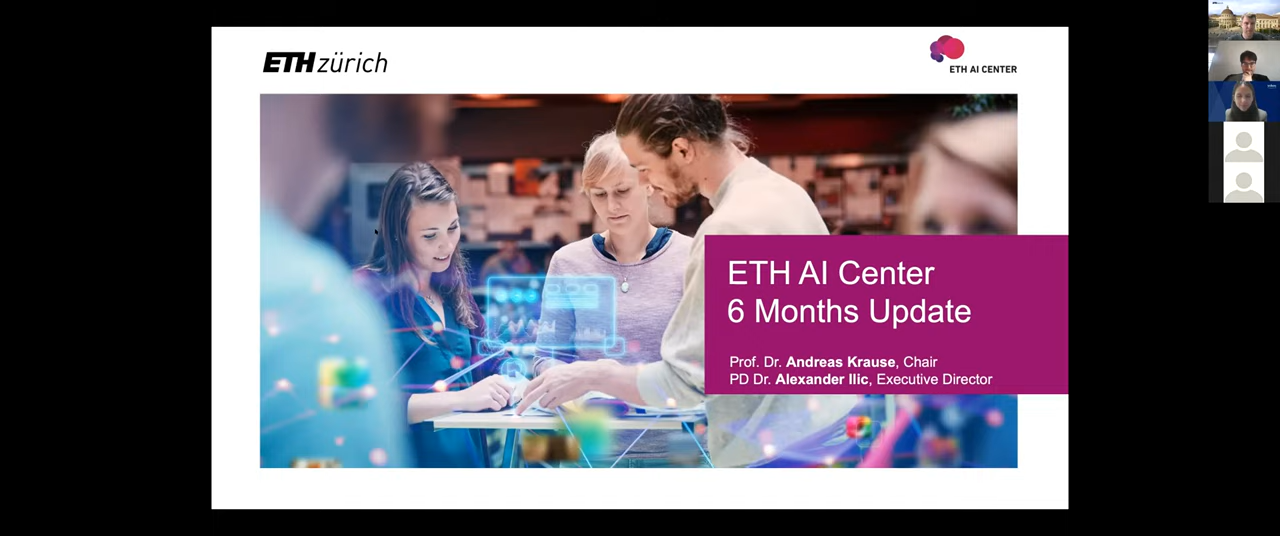 ETH zürich
ETH AI CENTER
ETH AI Center
6 Months Update
Prof. Dr. Andreas Krause, Chair
PD Dr. Alexander Ilic, Executive Director